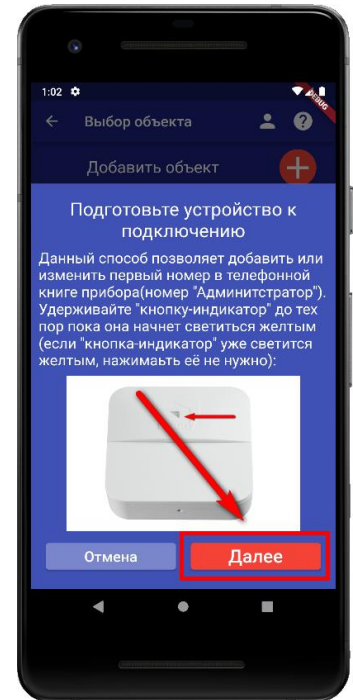 1:02
DEBUG
Выбор объекта
Добавить объект
Подготовьте устройство к
подключению
Данный способ позволяет добавить или
изменить первый номер в телефонной
книге прибора(номер "Админитстратор").
Удерживайте "кнопку-индикатор" до тех
пор пока она начнет светиться желтым
(если "кнопка-индикатор" уже светится
желтым, нажимаьть её не нужно):
Отмена
Далее